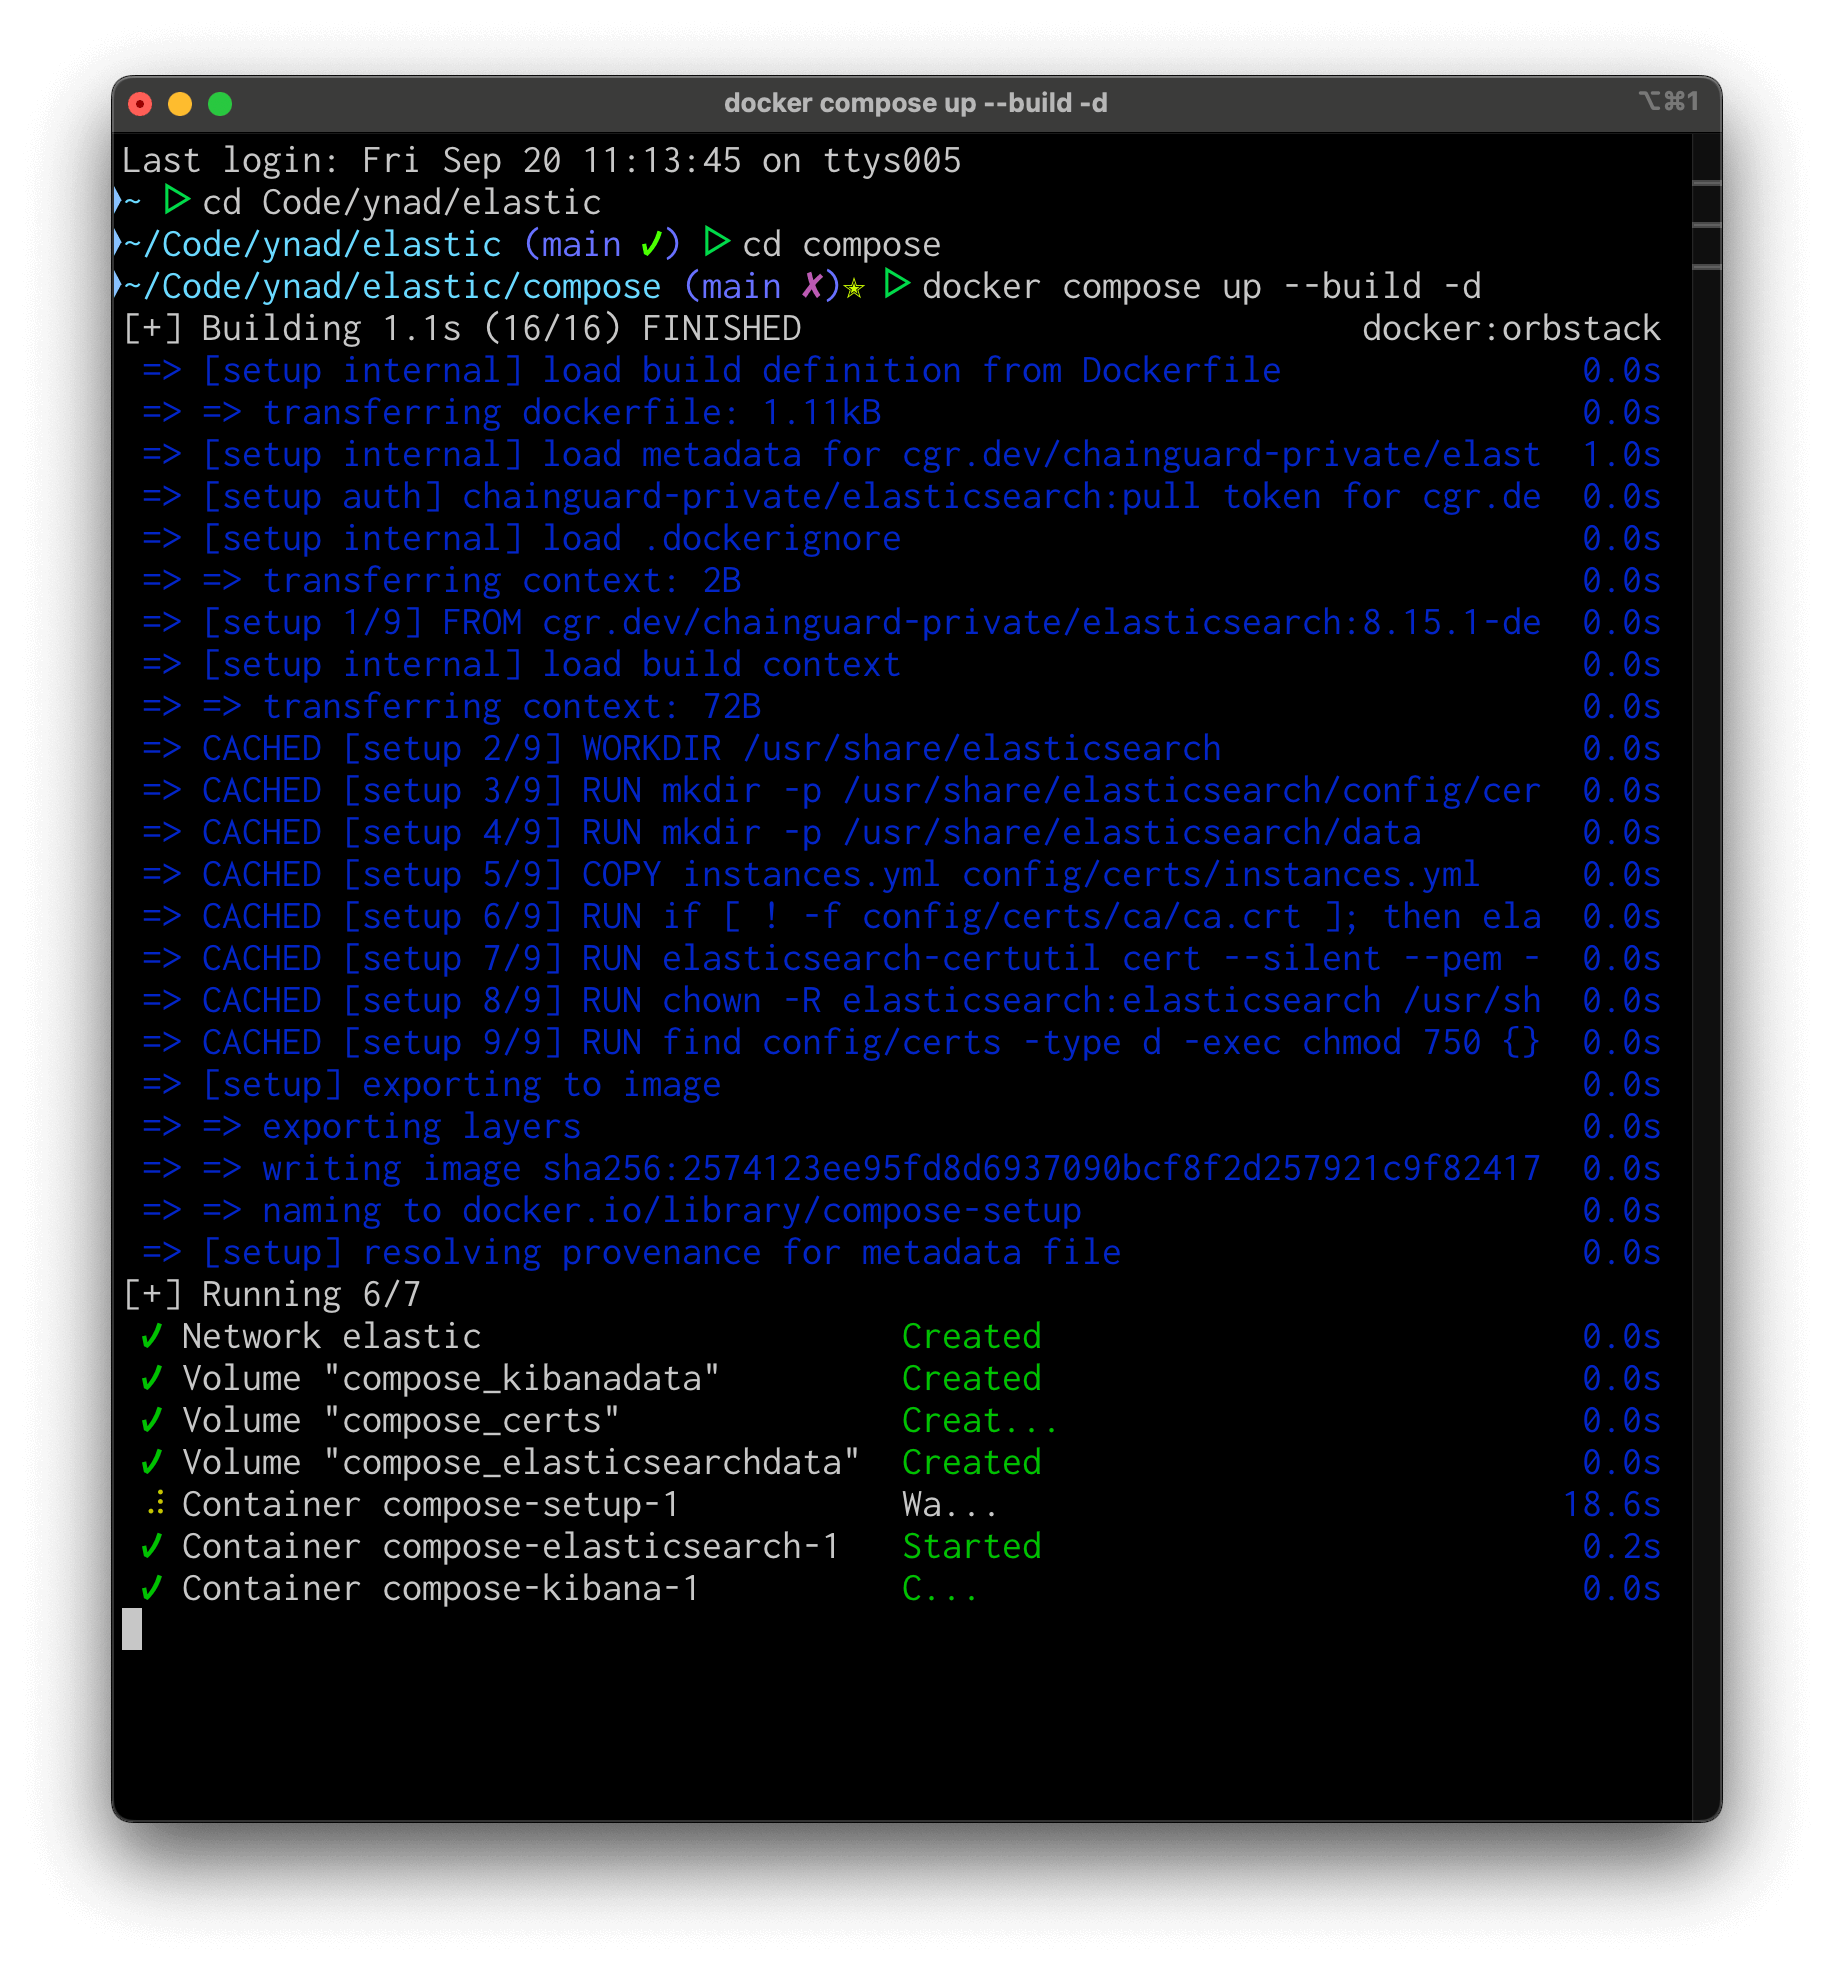 docker compose up --build -d
⌥⌘1
Last login: Fri Sep 20 11:13:45 on ttys005
~ ▷ cd Code/ynad/elastic
~/Code/ynad/elastic (main ✓) ▷ cd compose
~/Code/ynad/elastic/compose (main ✗)✭ ▷ docker compose up --build -d
[+] Building 1.1s (16/16) FINISHED docker:orbstack
=> [setup internal] load build definition from Dockerfile 0.0s
=> => transferring dockerfile: 1.11kB 0.0s
=> [setup internal] load metadata for cgr.dev/chainguard-private/elast 1.0s
=> [setup auth] chainguard-private/elasticsearch:pull token for cgr.de 0.0s
=> [setup internal] load .dockerignore 0.0s
=> => transferring context: 2B 0.0s
=> [setup 1/9] FROM cgr.dev/chainguard-private/elasticsearch:8.15.1-de 0.0s
=> [setup internal] load build context 0.0s
=> => transferring context: 72B 0.0s
=> CACHED [setup 2/9] WORKDIR /usr/share/elasticsearch 0.0s
=> CACHED [setup 3/9] RUN mkdir -p /usr/share/elasticsearch/config/cer 0.0s
=> CACHED [setup 4/9] RUN mkdir -p /usr/share/elasticsearch/data 0.0s
=> CACHED [setup 5/9] COPY instances.yml config/certs/instances.yml 0.0s
=> CACHED [setup 6/9] RUN if [ ! -f config/certs/ca/ca.crt ]; then ela 0.0s
=> CACHED [setup 7/9] RUN elasticsearch-certutil cert --silent --pem - 0.0s
=> CACHED [setup 8/9] RUN chown -R elasticsearch:elasticsearch /usr/sh 0.0s
=> CACHED [setup 9/9] RUN find config/certs -type d -exec chmod 750 {} 0.0s
=> [setup] exporting to image 0.0s
=> => exporting layers 0.0s
=> => writing image sha256:2574123ee95fd8d6937090bcf8f2d257921c9f82417 0.0s
=> => naming to docker.io/library/compose-setup 0.0s
=> [setup] resolving provenance for metadata file 0.0s
[+] Running 6/7
✓ Network elastic Created 0.0s
✓ Volume "compose_kibanadata" Created 0.0s
✓ Volume "compose_certs" Creat... 0.0s
✓ Volume "compose_elasticsearchdata" Created 0.0s
⠼ Container compose-setup-1 Wa... 18.6s
✓ Container compose-elasticsearch-1 Started 0.2s
✓ Container compose-kibana-1 C... 0.0s